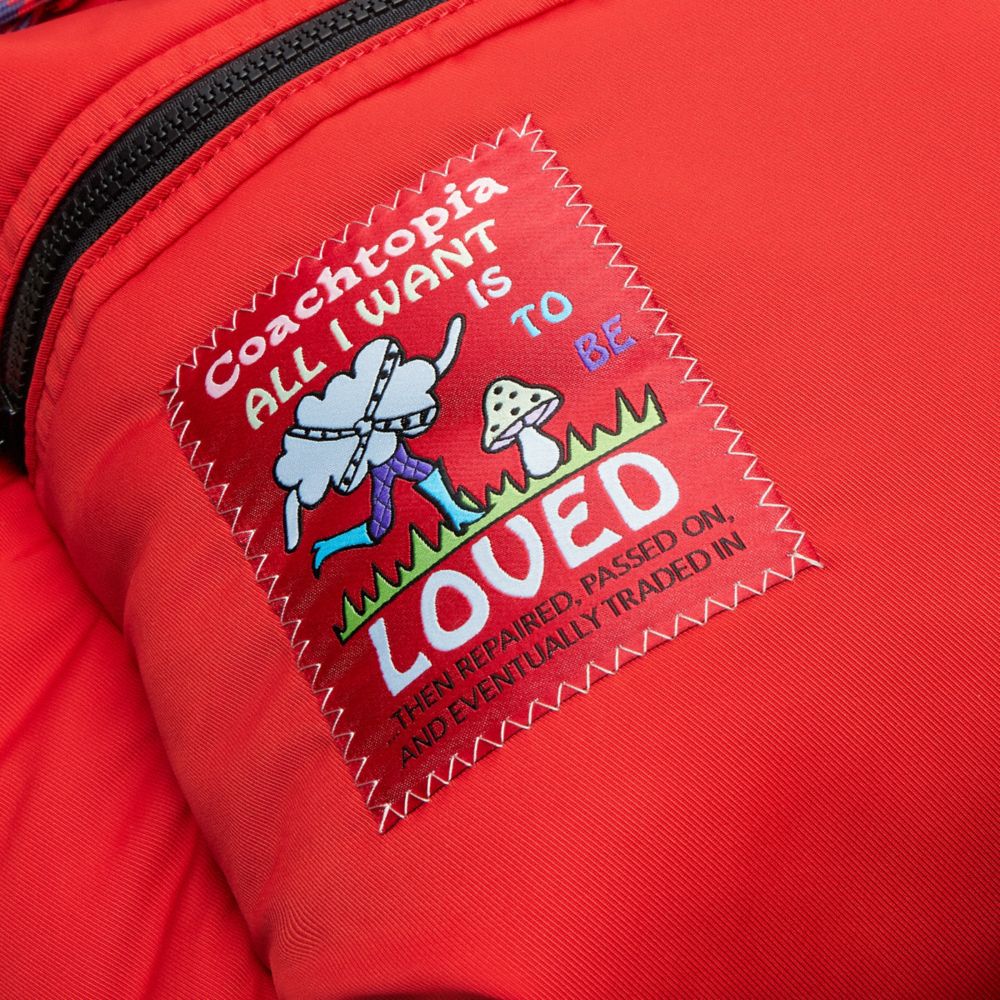 Coachtopia
ALL I WANT
IS
TO
BE
LOVED
...THEN REPAIRED, PASSED ON,
AND EVENTUALLY TRADED IN